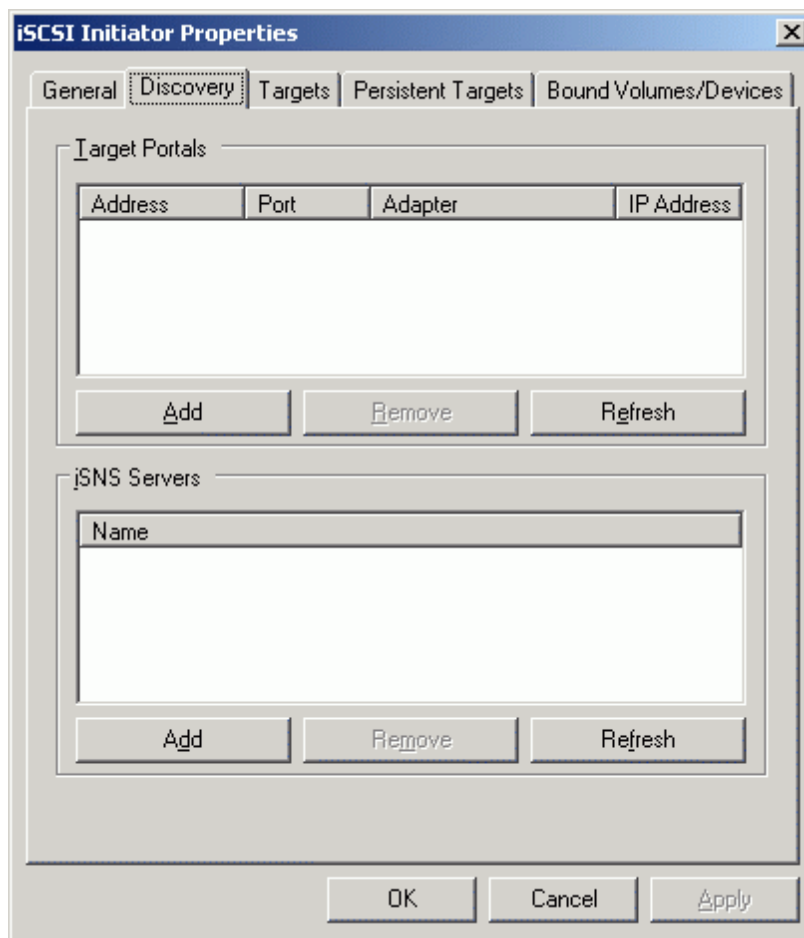 iSCSI Initiator Properties
General Discovery Targets Persistent Targets Bound Volumes/Devices
Target Portals
Address Port Adapter IP Address
Add Remove Refresh
iSNS Servers
Name
Add Remove Refresh
OK Cancel Apply